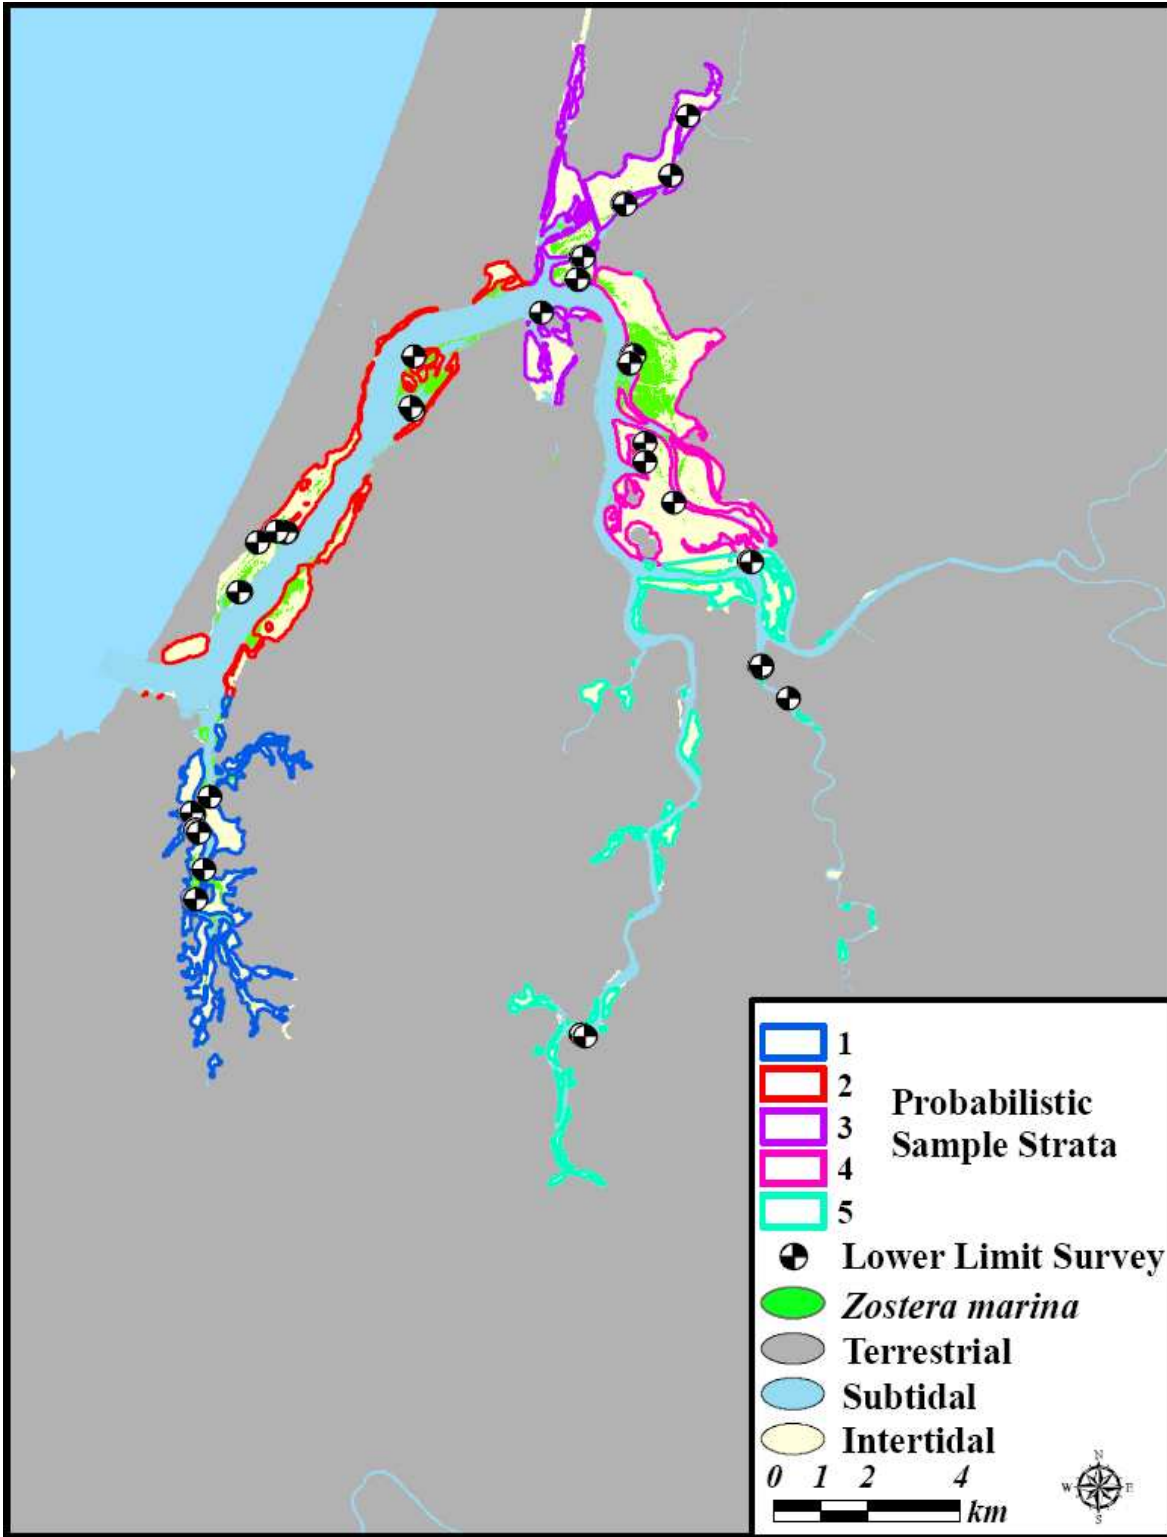 1
2
3
4
5
Probabilistic
Sample Strata
Lower Limit Survey
Zostera marina
Terrestrial
Subtidal
Intertidal
0 1 2 4
km
N
W E
S